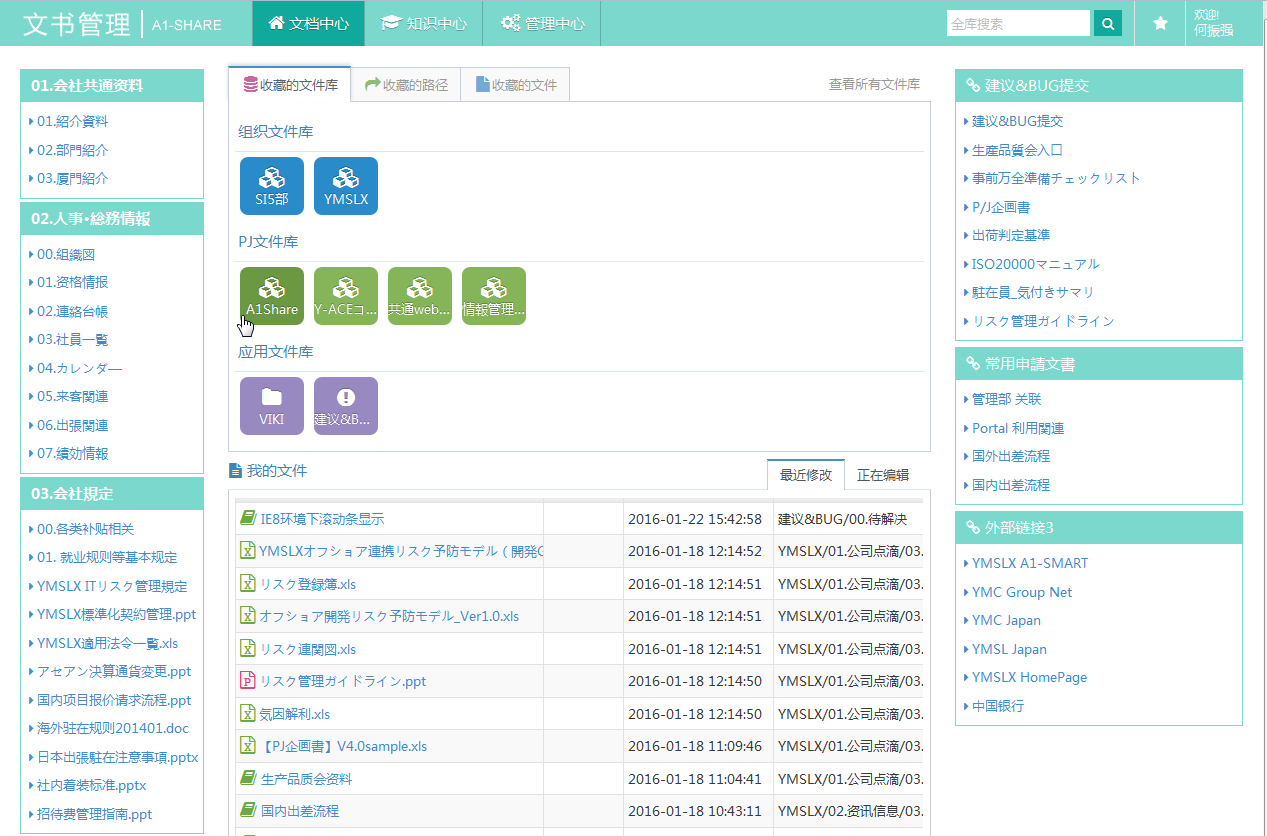 文书管理 A1-SHARE
文档中心
知识中心
管理中心
全库搜索
欢迎!
何振强
01.会社共通资料
01.紹介資料
02.部門紹介
03.厦門紹介
02.人事•総務情報
00.組織図
01.资格情报
02.連絡台帳
03.社員一覧
04.カレンダー
05.来客関連
06.出張関連
07.績効情報
03.会社規定
00.各类补贴相关
01. 就业规则等基本规定
YMSLX ITリスク管理規定
YMSLX標準化契約管理.ppt
YMSLX適用法令一覧.xls
アセアン決算通貨変更.ppt
国内项目报价请求流程.ppt
海外驻在规则201401.doc
日本出張駐在注意事項.pptx
社内着装标准.pptx
招待费管理指南.ppt
收藏的文件库
收藏的路径
收藏的文件
查看所有文件库
组织文件库
SI5部
YMSLX
PJ文件库
A1Share
Y-ACEコ...
共通web...
情報管理...
应用文件库
VIKI
建议&B...
我的文件
最近修改
正在编辑
IE8环境下滚动条显示 2016-01-22 15:42:58 建议&BUG/00.待解决
YMSLXオフショア連携リスク予防モデル（開発G 2016-01-18 12:14:52 YMSLX/01.公司点滴/03.
リスク登録簿.xls 2016-01-18 12:14:51 YMSLX/01.公司点滴/03.
オフショア開発リスク予防モデル_Ver1.0.xls 2016-01-18 12:14:51 YMSLX/01.公司点滴/03.
リスク連関図.xls 2016-01-18 12:14:51 YMSLX/01.公司点滴/03.
リスク管理ガイドライン.ppt 2016-01-18 12:14:50 YMSLX/01.公司点滴/03.
気因解利.xls 2016-01-18 12:14:50 YMSLX/01.公司点滴/03.
【PJ企画書】V4.0sample.xls 2016-01-18 11:09:46 YMSLX/01.公司点滴/03.
生产品质会资料 2016-01-18 11:04:41 YMSLX/01.公司点滴/03.
国内出差流程 2016-01-18 10:43:11 YMSLX/02.资讯信息/03.
建议&BUG提交
建议&BUG提交
生産品質会入口
事前万全準備チェックリスト
P/J企画書
出荷判定基準
ISO20000マニュアル
駐在員_気付きサマリ
リスク管理ガイドライン
常用申請文書
管理部 关联
Portal 利用関連
国外出差流程
国内出差流程
外部链接3
YMSLX A1-SMART
YMC Group Net
YMC Japan
YMSL Japan
YMSLX HomePage
中国银行